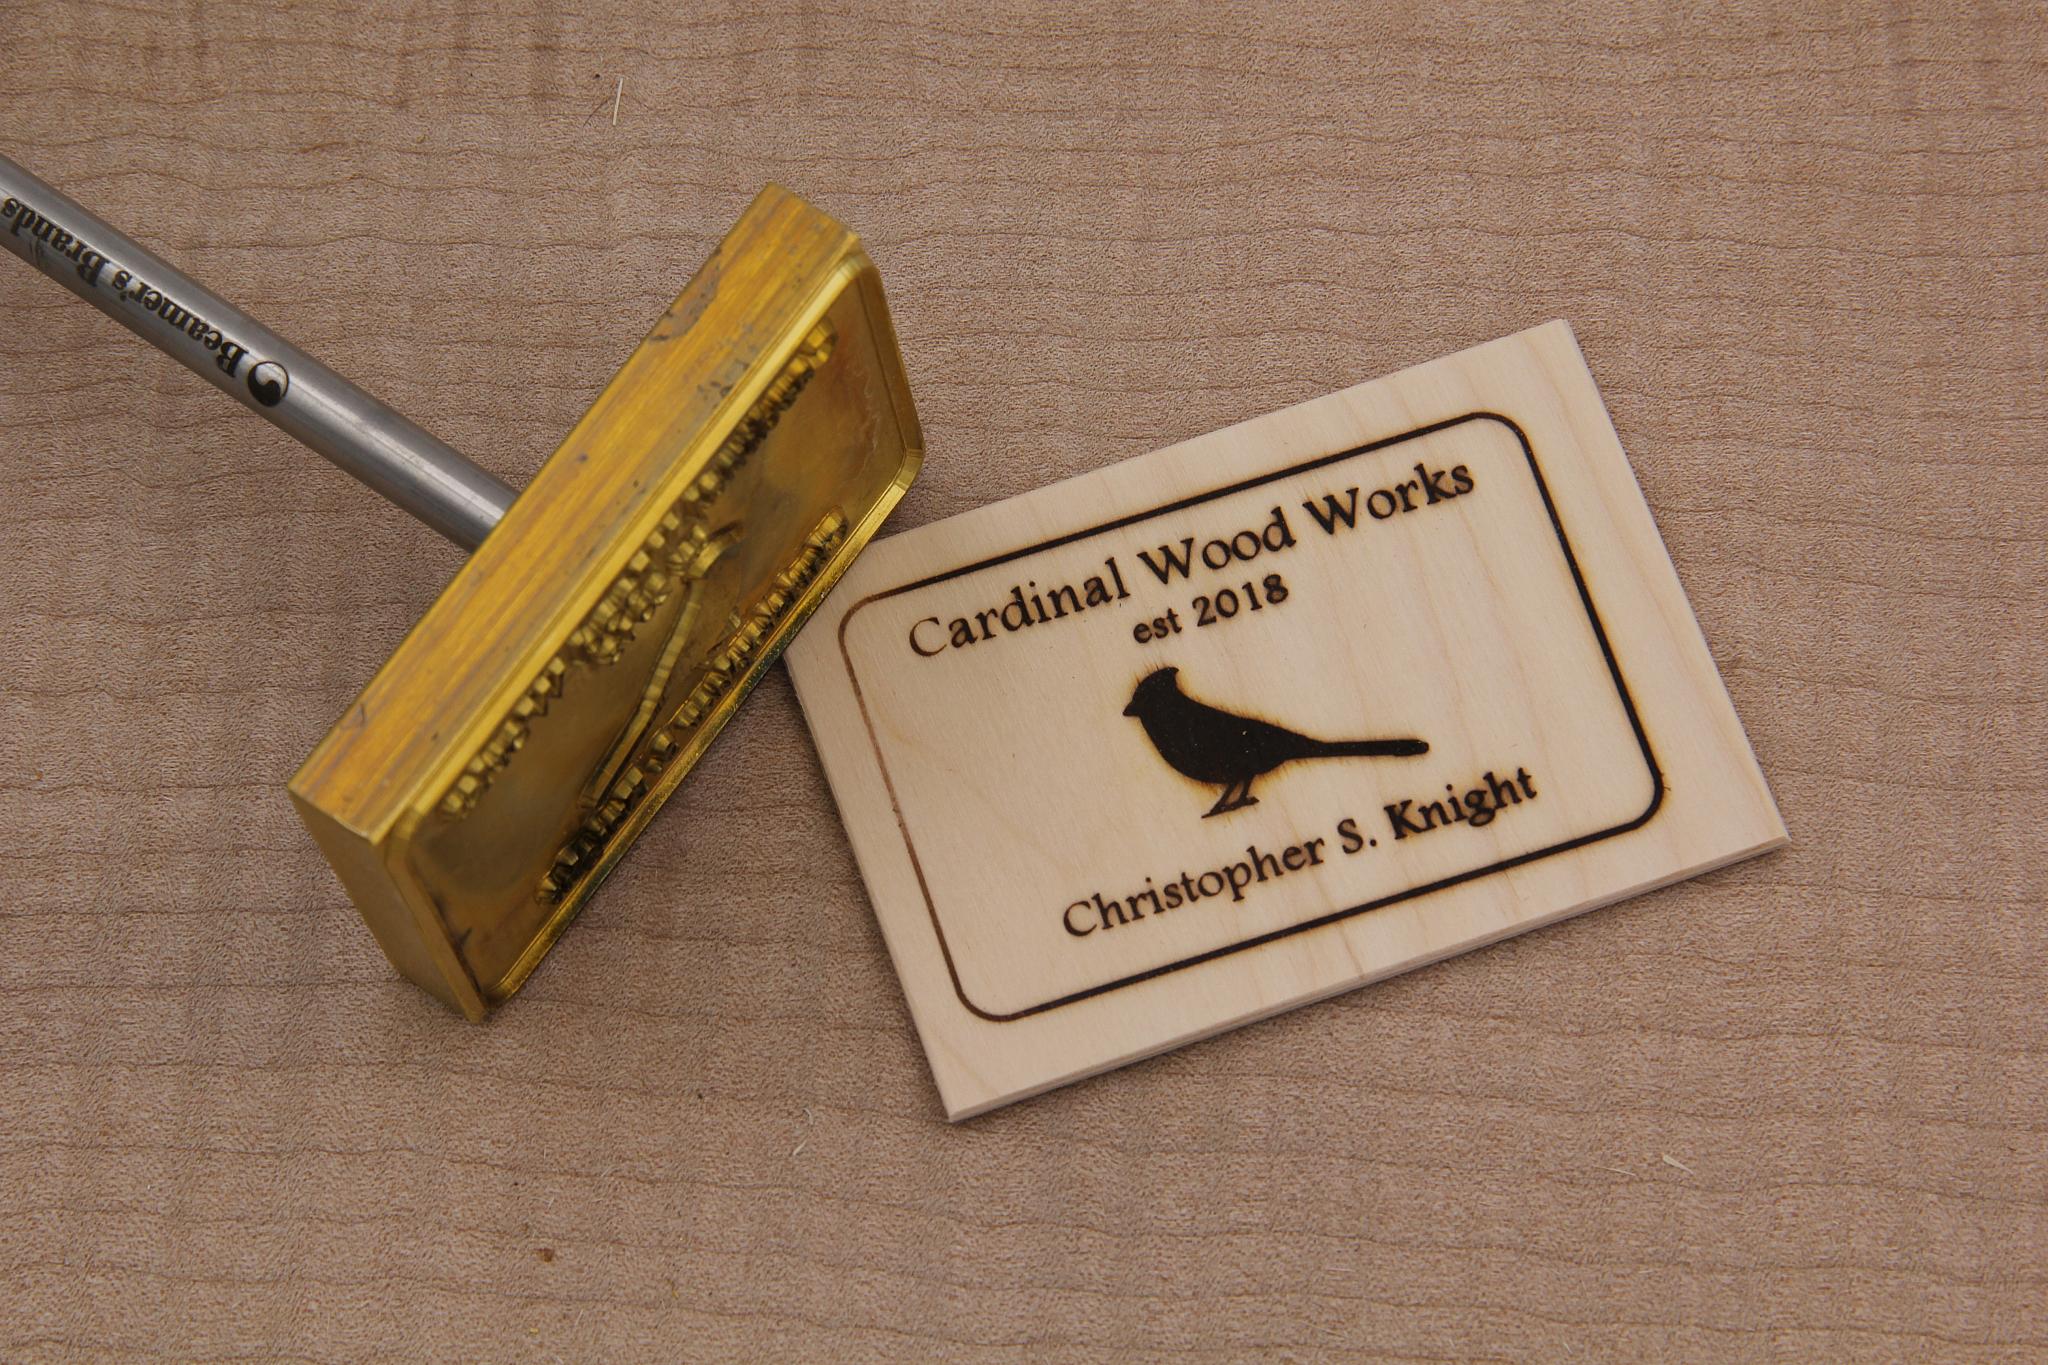 Beamer's Brands
Cardinal Wood Works
est 2018
Christopher S. Knight